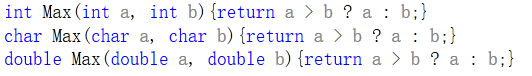 int Max(int a, int b){return a > b ? a : b;}
char Max(char a, char b){return a > b ? a : b;}
double Max(double a, double b){return a > b ? a : b;}